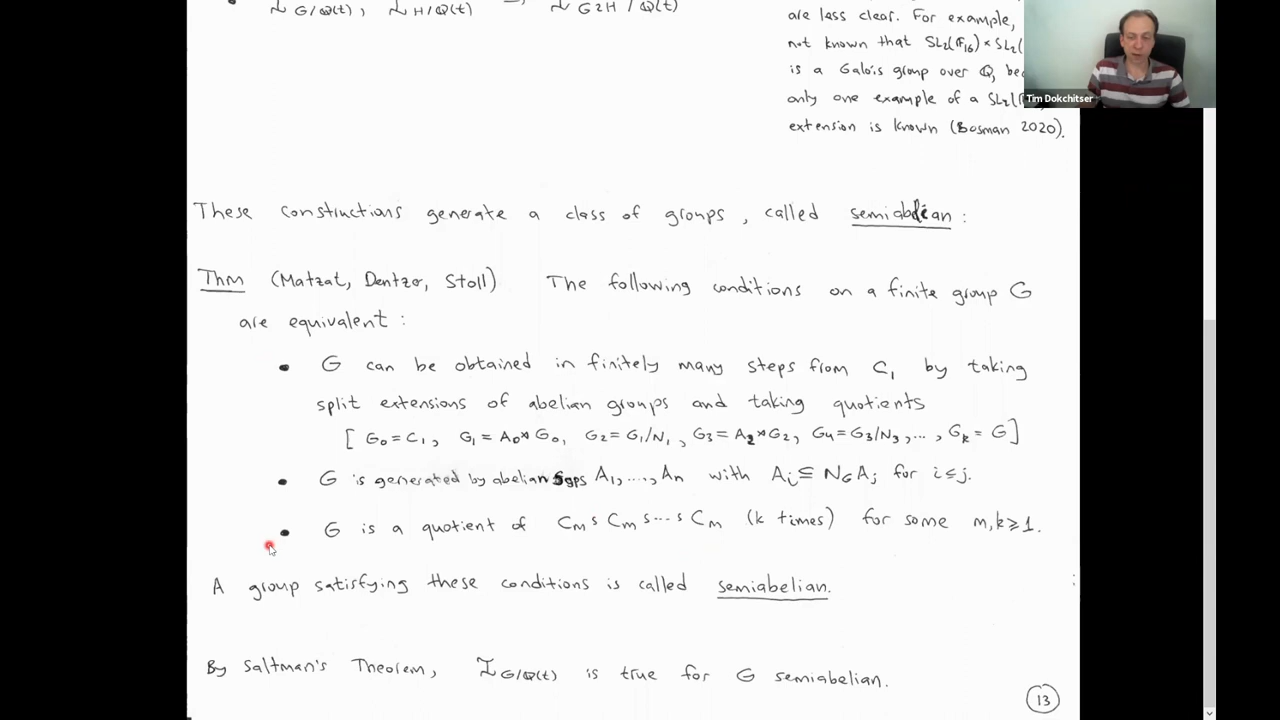 I G/Q(t), I H/Q(t) ⇒ I G≀H/Q(t)
are less clear. For example,
not known that SL₂(F₁₆) × SL₂(
is a Galois group over Q, bec
only one example of a SL₂(
extension is known (Bosman 2020).
Tim Dokchitser
These constructions generate a class of groups, called semiabelian :
Thm (Matzat, Dentzer, Stoll) The following conditions on a finite group G
are equivalent :
• G can be obtained in finitely many steps from C₁ by taking
split extensions of abelian groups and taking quotients
[ G₀=C₁, G₁=A₀⋊G₀, G₂=G₁/N₁, G₃=A₂⋊G₂, G₄=G₃/N₃, ..., Gₖ=G ]
• G is generated by abelian sgps A₁,...,Aₙ with Aᵢ ⊆ N_G Aⱼ for i≤j.
• G is a quotient of Cₘ ≀ Cₘ ≀ ... ≀ Cₘ (k times) for some m,k≥1.
A group satisfying these conditions is called semiabelian.
By Saltman's Theorem, I G/Q(t) is true for G semiabelian.
13